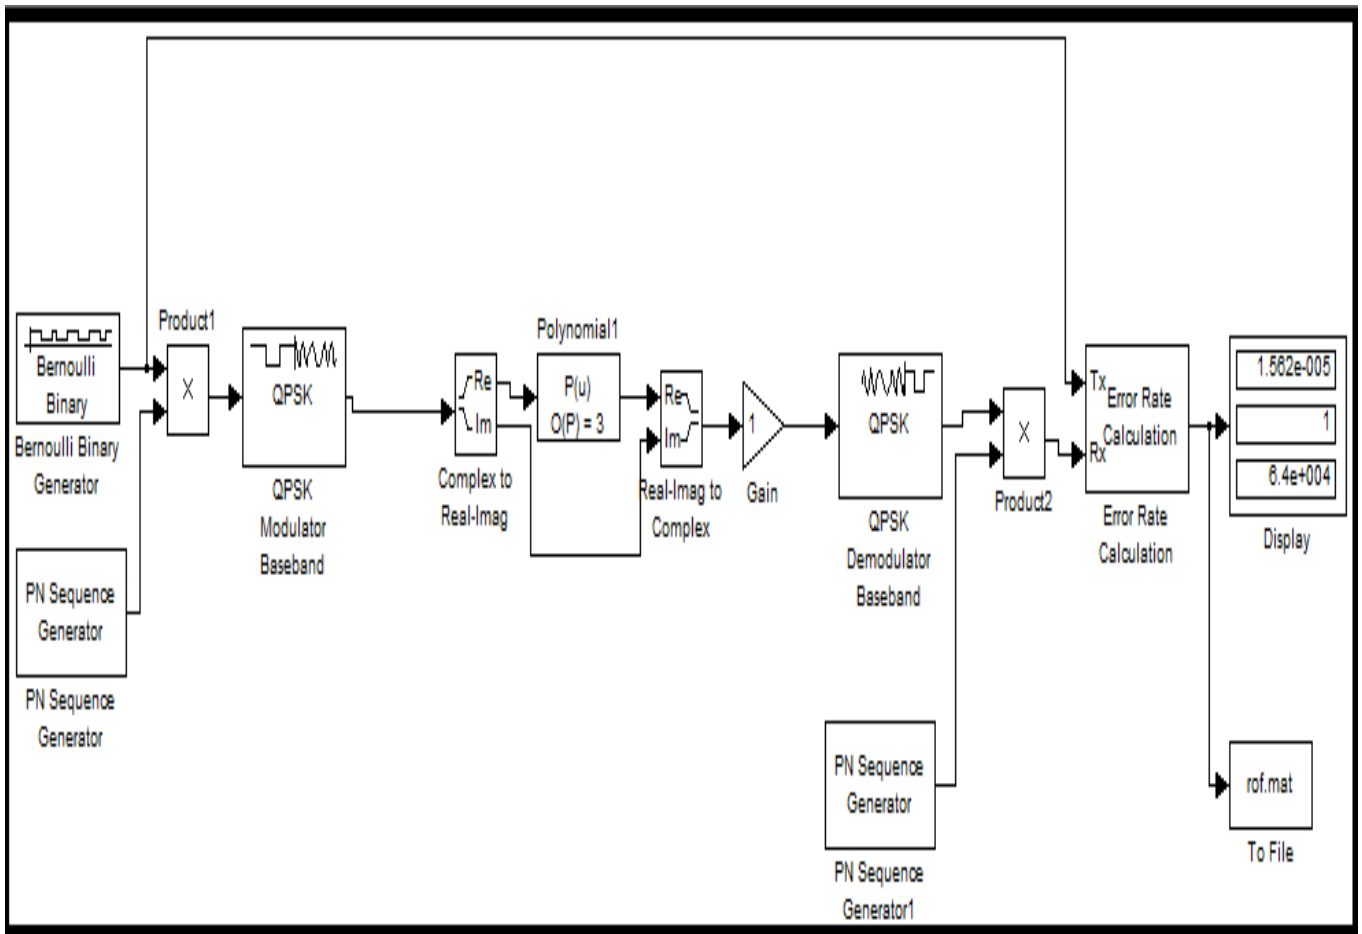 Bernoulli
Binary
Bernoulli Binary
Generator
PN Sequence
Generator
PN Sequence
Generator
Product1
×
QPSK
QPSK
Modulator
Baseband
Re
Im
Complex to
Real-Imag
Polynomial1
P(u)
O(P) = 3
Re
Im
Real-Imag to
Complex
1
Gain
QPSK
QPSK
Demodulator
Baseband
PN Sequence
Generator
PN Sequence
Generator1
×
Product2
Tx
Rx
Error Rate
Calculation
Error Rate
Calculation
1.562e-005
1
6.4e+004
Display
rof.mat
To File